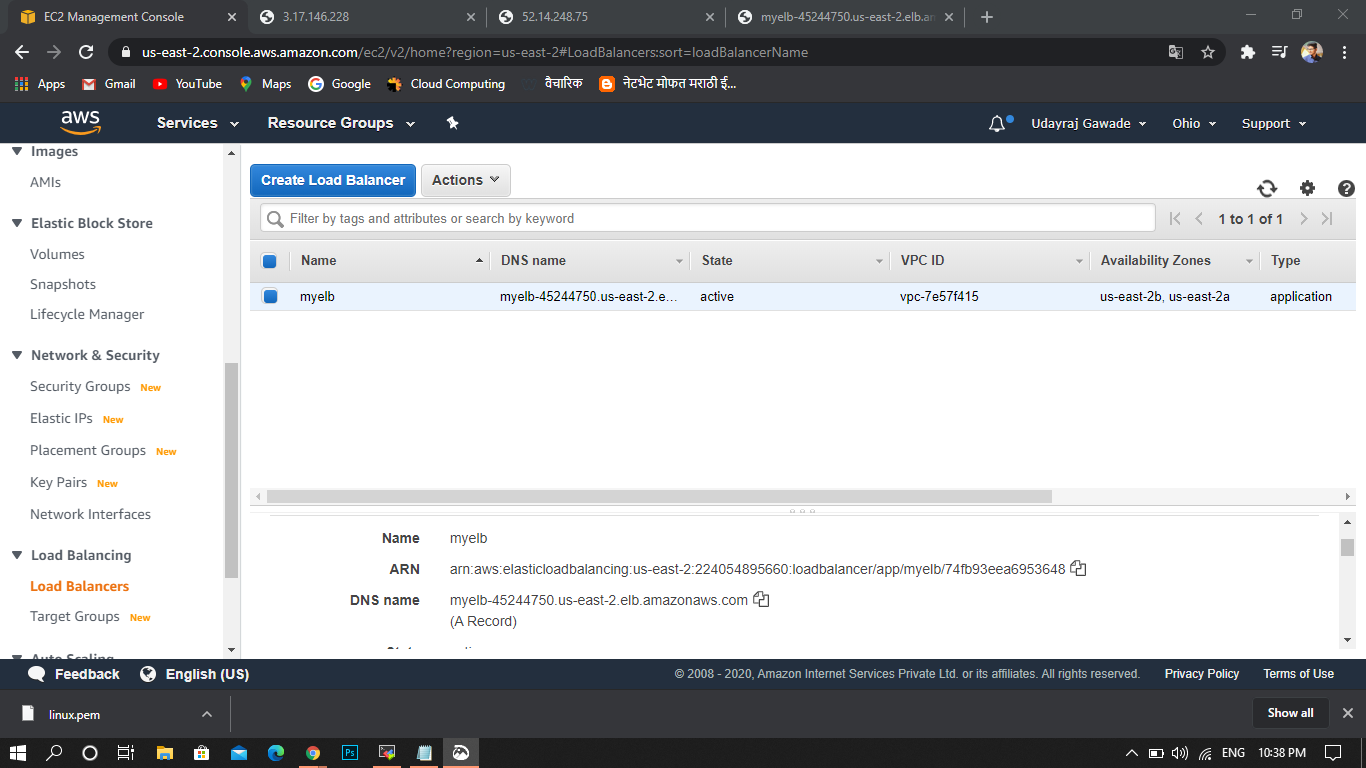 EC2 Management Console
3.17.146.228
52.14.248.75
myelb-45244750.us-east-2.elb.am
us-east-2.console.aws.amazon.com/ec2/v2/home?region=us-east-2#LoadBalancers:sort=loadBalancerName
Apps Gmail YouTube Maps Google Cloud Computing वैचारिक नेटभेट मोफत मराठी ई...
aws Services Resource Groups Udayraj Gawade Ohio Support
Images
AMIs
Elastic Block Store
Volumes
Snapshots
Lifecycle Manager
Network & Security
Security Groups New
Elastic IPs New
Placement Groups New
Key Pairs New
Network Interfaces
Load Balancing
Load Balancers
Target Groups New
Auto Scaling
Create Load Balancer Actions
Filter by tags and attributes or search by keyword 1 to 1 of 1
Name DNS name State VPC ID Availability Zones Type
myelb myelb-45244750.us-east-2.e... active vpc-7e57f415 us-east-2b, us-east-2a application
Name myelb
ARN arn:aws:elasticloadbalancing:us-east-2:224054895660:loadbalancer/app/myelb/74fb93eea6953648
DNS name myelb-45244750.us-east-2.elb.amazonaws.com
(A Record)
Feedback English (US) © 2008 - 2020, Amazon Internet Services Private Ltd. or its affiliates. All rights reserved. Privacy Policy Terms of Use
linux.pem Show all
Ps ENG 10:38 PM